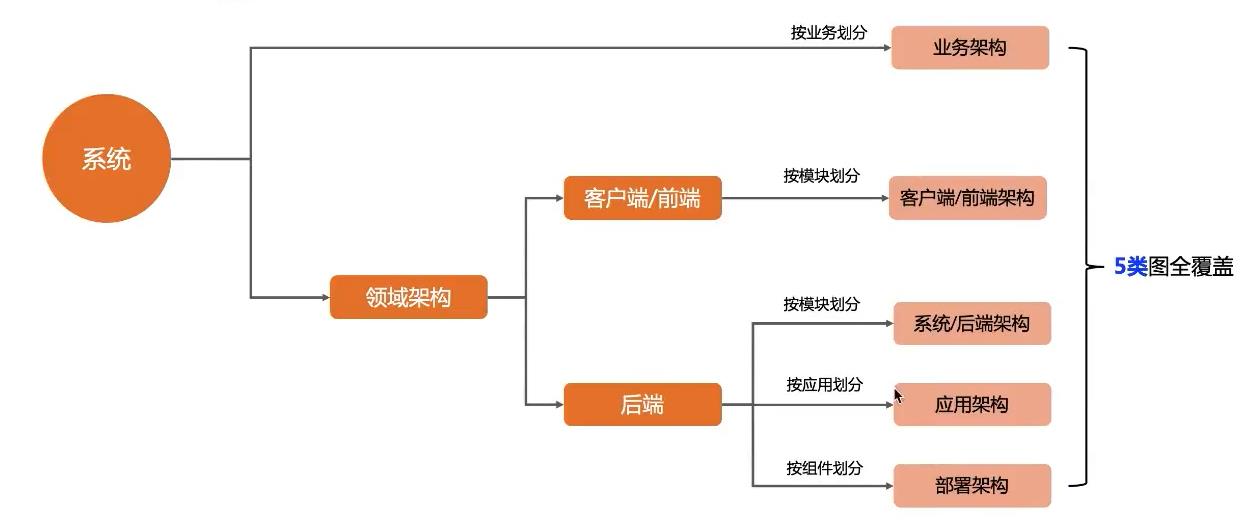 按业务划分
业务架构
系统
按模块划分
客户端/前端
客户端/前端架构
5类图全覆盖
领域架构
按模块划分
系统/后端架构
按应用划分
后端
应用架构
按组件划分
部署架构